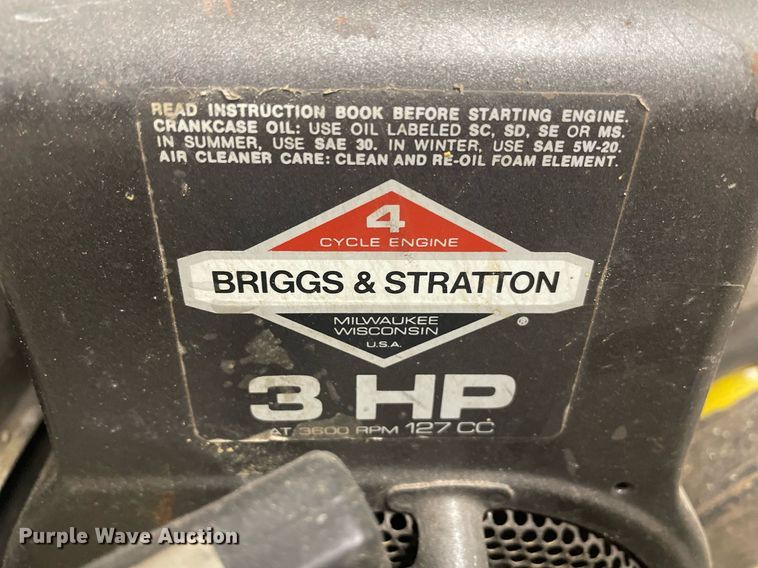 READ INSTRUCTION BOOK BEFORE STARTING ENGINE.
CRANKCASE OIL: USE OIL LABELED SC, SD, SE OR MS.
IN SUMMER, USE SAE 30. IN WINTER, USE SAE 5W-20.
AIR CLEANER CARE: CLEAN AND RE-OIL FOAM ELEMENT.
4
CYCLE ENGINE
BRIGGS & STRATTON
MILWAUKEE
WISCONSIN
U.S.A.
®
3 HP
AT 3600 RPM 127 CC
Purple Wave Auction